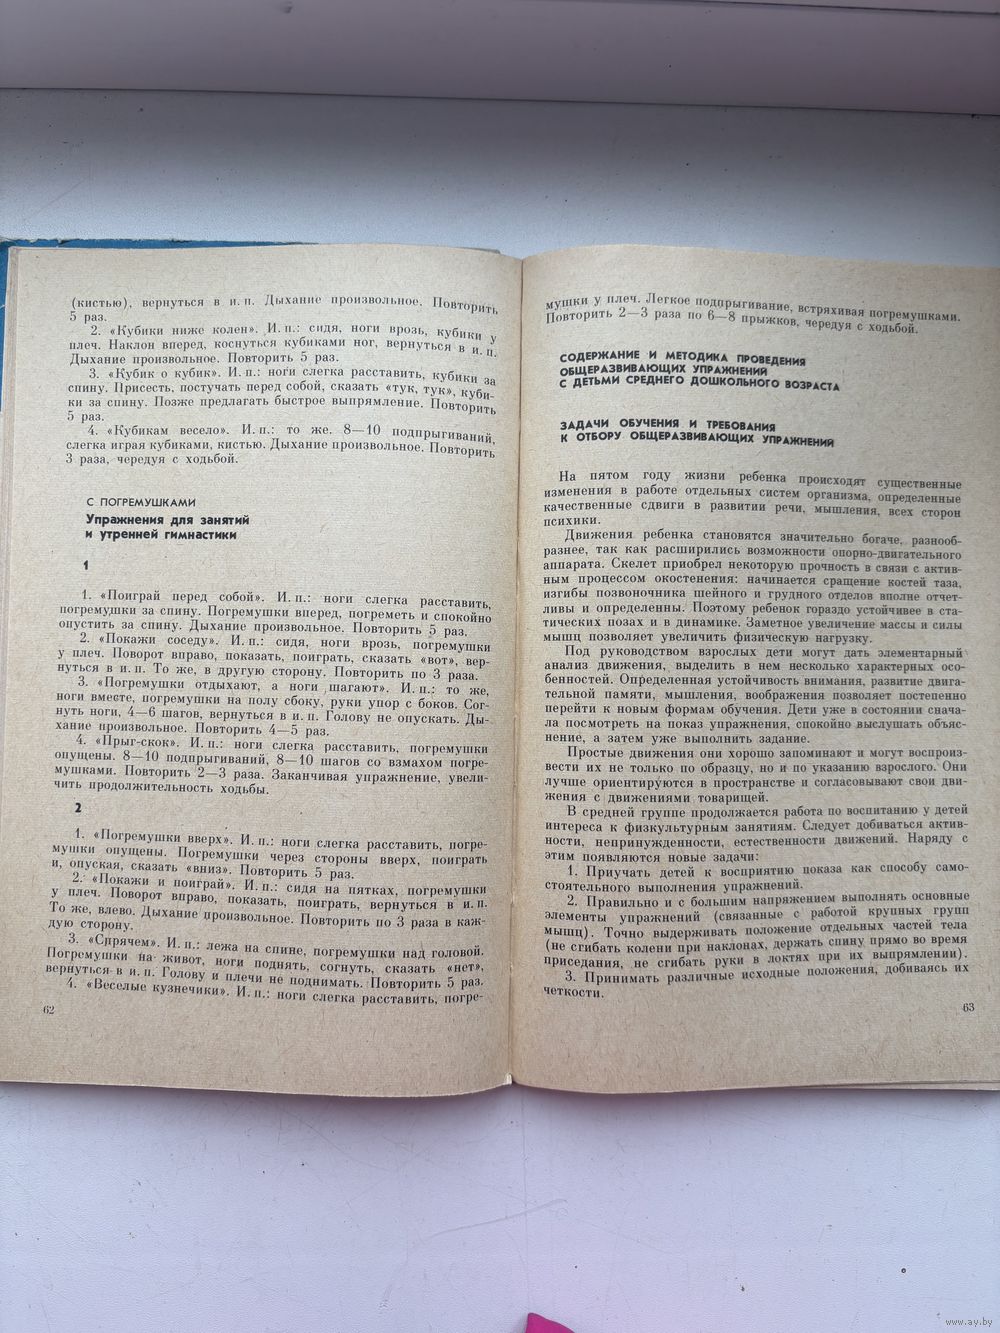 (кистью), вернуться в и. п. Дыхание произвольное. Повторить
5 раз.
2. «Кубики ниже колен». И. п.: сидя, ноги врозь, кубики у
плеч. Наклон вперед, коснуться кубиками ног, вернуться в и. п.
Дыхание произвольное. Повторить 5 раз.
3. «Кубик о кубик». И. п.: ноги слегка расставить, кубики за
спину. Присесть, постучать перед собой, сказать «тук, тук», куби-
ки за спину. Позже предлагать быстрое выпрямление. Повторить
5 раз.
4. «Кубикам весело». И. п.: то же. 8—10 подпрыгиваний,
слегка играя кубиками, кистью. Дыхание произвольное. Повторить
3 раза, чередуя с ходьбой.
С ПОГРЕМУШКАМИ
Упражнения для занятий
и утренней гимнастики
1
1. «Поиграй перед собой». И. п.: ноги слегка расставить,
погремушки за спину. Погремушки вперед, погреметь и спокойно
опустить за спину. Дыхание произвольное. Повторить 5 раз.
2. «Покажи соседу». И. п.: сидя, ноги врозь, погремушки
у плеч. Поворот вправо, показать, поиграть, сказать «вот», вер-
нуться в и. п. То же, в другую сторону. Повторить по 3 раза.
3. «Погремушки отдыхают, а ноги шагают». И. п.: то же,
ноги вместе, погремушки на полу сбоку, руки упор с боков. Сог-
нуть ноги, 4—6 шагов, вернуться в и. п. Голову не опускать. Ды-
хание произвольное. Повторить 4—5 раз.
4. «Прыг-скок». И. п.: ноги слегка расставить, погремушки
опущены. 8—10 подпрыгиваний, 8—10 шагов со взмахом погре-
мушками. Повторить 2—3 раза. Заканчивая упражнение, увели-
чить продолжительность ходьбы.
2
1. «Погремушки вверх». И. п.: ноги слегка расставить, погре-
мушки опущены. Погремушки через стороны вверх, поиграть
и, опуская, сказать «вниз». Повторить 5 раз.
2. «Покажи и поиграй». И. п.: сидя на пятках, погремушки
у плеч. Поворот вправо, показать, поиграть, вернуться в и. п.
То же, влево. Дыхание произвольное. Повторить по 3 раза в каж-
дую сторону.
3. «Спрячем». И. п.: лежа на спине, погремушки над головой.
Погремушки на живот, ноги поднять, согнуть, сказать «нет»,
вернуться в и. п. Голову и плечи не поднимать. Повторить 5 раз.
4. «Веселые кузнечики». И. п.: ноги слегка расставить, погре-
62
мушки у плеч. Легкое подпрыгивание, встряхивая погремушками.
Повторить 2—3 раза по 6—8 прыжков, чередуя с ходьбой.
СОДЕРЖАНИЕ И МЕТОДИКА ПРОВЕДЕНИЯ
ОБЩЕРАЗВИВАЮЩИХ УПРАЖНЕНИЙ
С ДЕТЬМИ СРЕДНЕГО ДОШКОЛЬНОГО ВОЗРАСТА
ЗАДАЧИ ОБУЧЕНИЯ И ТРЕБОВАНИЯ
К ОТБОРУ ОБЩЕРАЗВИВАЮЩИХ УПРАЖНЕНИЙ
На пятом году жизни ребенка происходят существенные
изменения в работе отдельных систем организма, определенные
качественные сдвиги в развитии речи, мышления, всех сторон
психики.
Движения ребенка становятся значительно богаче, разнооб-
разнее, так как расширились возможности опорно-двигательного
аппарата. Скелет приобрел некоторую прочность в связи с актив-
ным процессом окостенения: начинается сращение костей таза,
изгибы позвоночника шейного и грудного отделов вполне отчет-
ливы и определенны. Поэтому ребенок гораздо устойчивее в ста-
тических позах и в динамике. Заметное увеличение массы и силы
мышц позволяет увеличить физическую нагрузку.
Под руководством взрослых дети могут дать элементарный
анализ движения, выделить в нем несколько характерных осо-
бенностей. Определенная устойчивость внимания, развитие двига-
тельной памяти, мышления, воображения позволяет постепенно
перейти к новым формам обучения. Дети уже в состоянии снача-
ла посмотреть на показ упражнения, спокойно выслушать объяс-
нение, а затем уже выполнить задание.
Простые движения они хорошо запоминают и могут воспроиз-
вести их не только по образцу, но и по указанию взрослого. Они
лучше ориентируются в пространстве и согласовывают свои дви-
жения с движениями товарищей.
В средней группе продолжается работа по воспитанию у детей
интереса к физкультурным занятиям. Следует добиваться актив-
ности, непринужденности, естественности движений. Наряду с
этим появляются новые задачи:
1. Приучать детей к восприятию показа как способу само-
стоятельного выполнения упражнений.
2. Правильно и с большим напряжением выполнять основные
элементы упражнений (связанные с работой крупных групп
мышц). Точно выдерживать положение отдельных частей тела
(не сгибать колени при наклонах, держать спину прямо во время
приседания, не сгибать руки в локтях при их выпрямлении).
3. Принимать различные исходные положения, добиваясь их
четкости.
63
www.ay.by